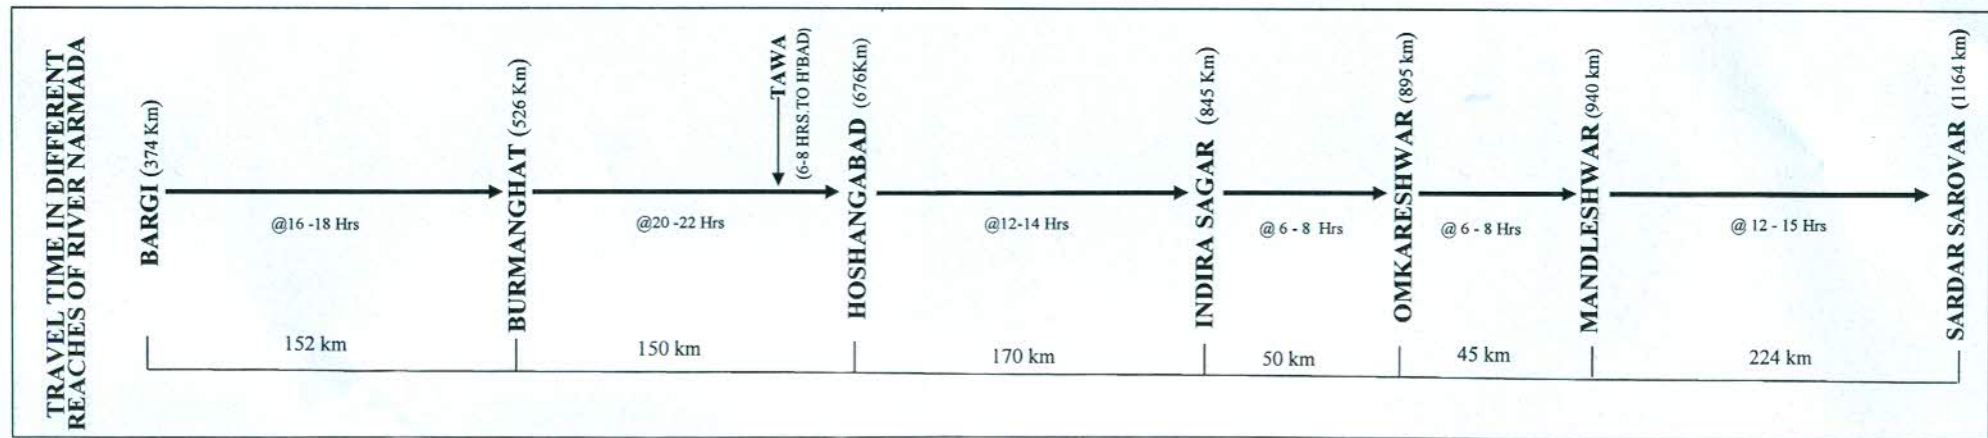 TRAVEL TIME IN DIFFERENT
REACHES OF RIVER NARMADA
BARGI (374 Km)
@16 -18 Hrs
152 km
BURMANGHAT (526 Km)
@20 -22 Hrs
150 km
TAWA
(6-8 HRS.TO H'BAD)
HOSHANGABAD (676Km)
@12-14 Hrs
170 km
INDIRA SAGAR (845 Km)
@ 6 - 8 Hrs
50 km
OMKARESHWAR (895 km)
@ 6 - 8 Hrs
45 km
MANDLESHWAR (940 km)
@ 12 - 15 Hrs
224 km
SARDAR SAROVAR (1164 km)